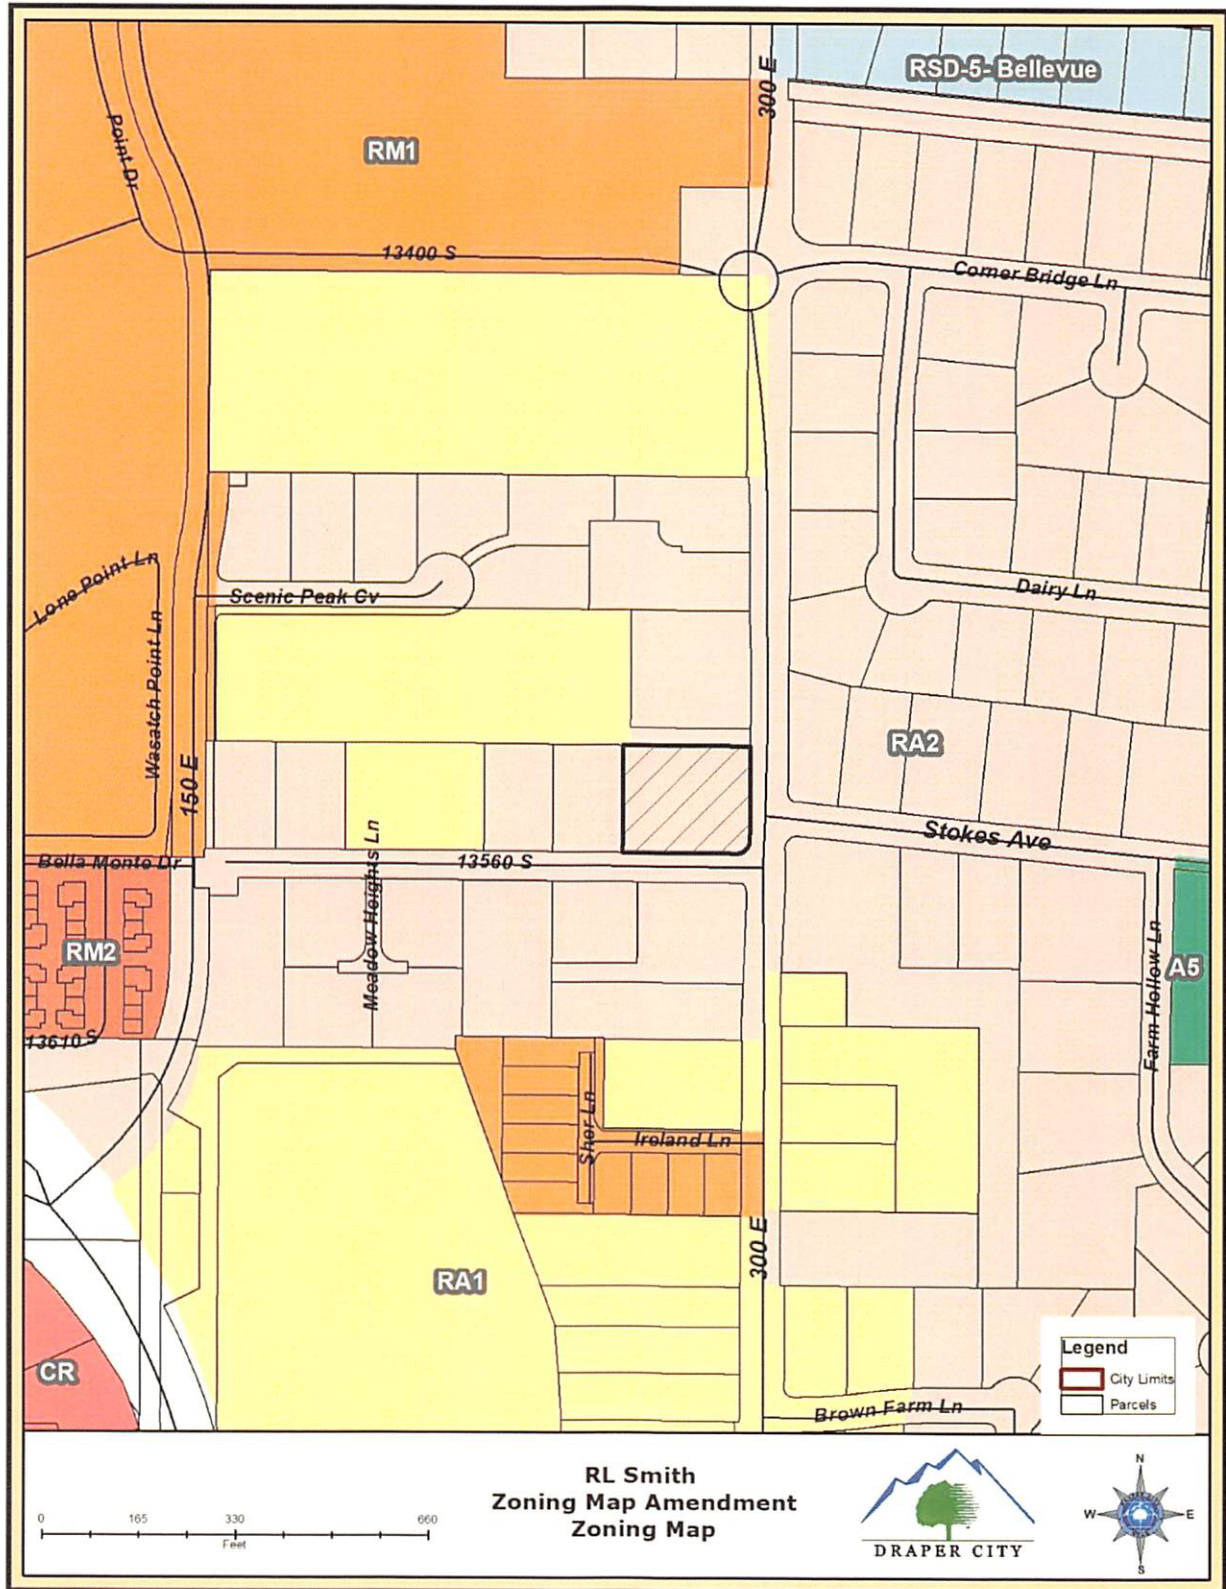 RSD-5- Bellevue
300 E
Point Dr
RM1
13400 S
Comer Bridge Ln
Lone Point Ln
Scenic Peak Cv
Dairy Ln
Wasatch Point Ln
150 E
RA2
Stokes Ave
Bella Monte Dr
13560 S
Meadow Heights Ln
RM2
Farm Hollow Ln
A5
13610 S
Sher Ln
Ireland Ln
300 E
RA1
CR
Brown Farm Ln
Legend
City Limits
Parcels
RL Smith
Zoning Map Amendment
Zoning Map
0 165 330 660
Feet
DRAPER CITY
N
W E
S